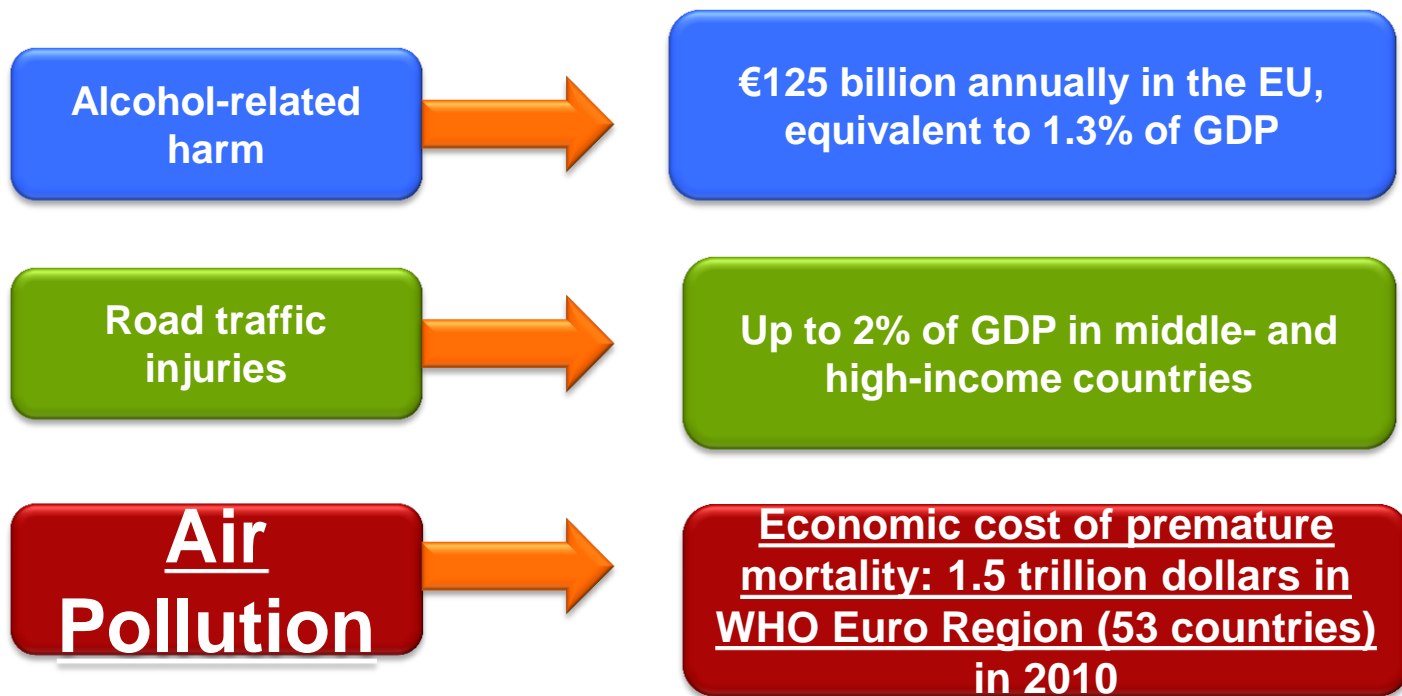 Alcohol-related
harm
€125 billion annually in the EU,
equivalent to 1.3% of GDP
Road traffic
injuries
Up to 2% of GDP in middle- and
high-income countries
Air
Pollution
Economic cost of premature
mortality: 1.5 trillion dollars in
WHO Euro Region (53 countries)
in 2010